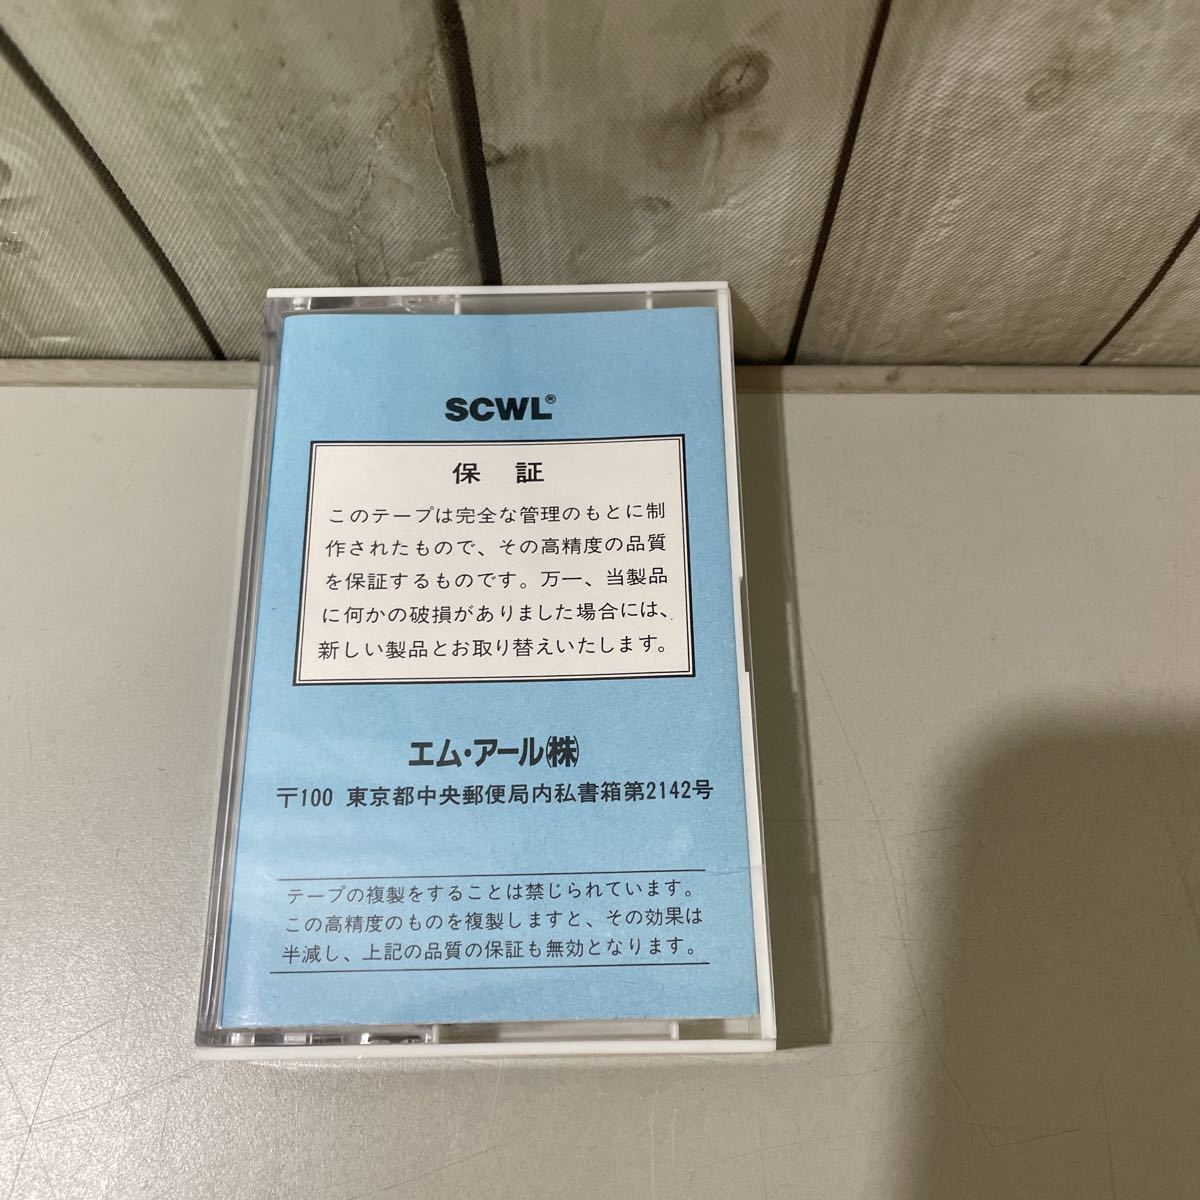 SCWL®
保 証
このテープは完全な管理のもとに制
作されたもので、その高精度の品質
を保証するものです。万一、当製品
に何かの破損がありました場合には、
新しい製品とお取り替えいたします。
エム・アール㈱
〒100 東京都中央郵便局内私書箱第2142号
テープの複製をすることは禁じられています。
この高精度のものを複製しますと、その効果は
半減し、上記の品質の保証も無効となります。